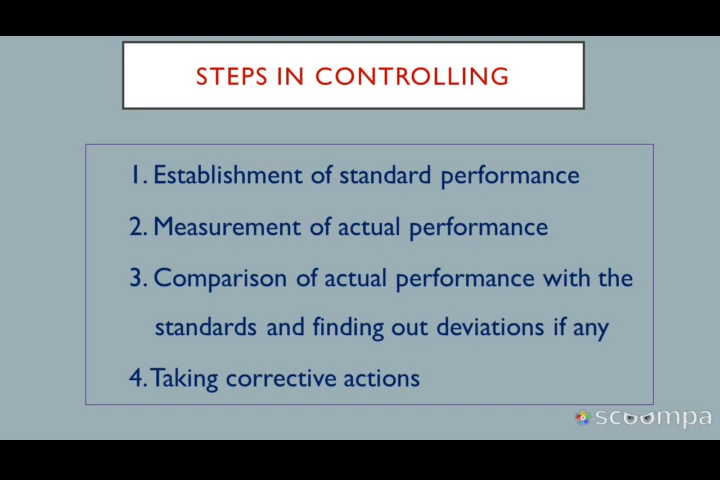 STEPS IN CONTROLLING
1. Establishment of standard performance
2. Measurement of actual performance
3. Comparison of actual performance with the
standards and finding out deviations if any
4. Taking corrective actions
scoompa